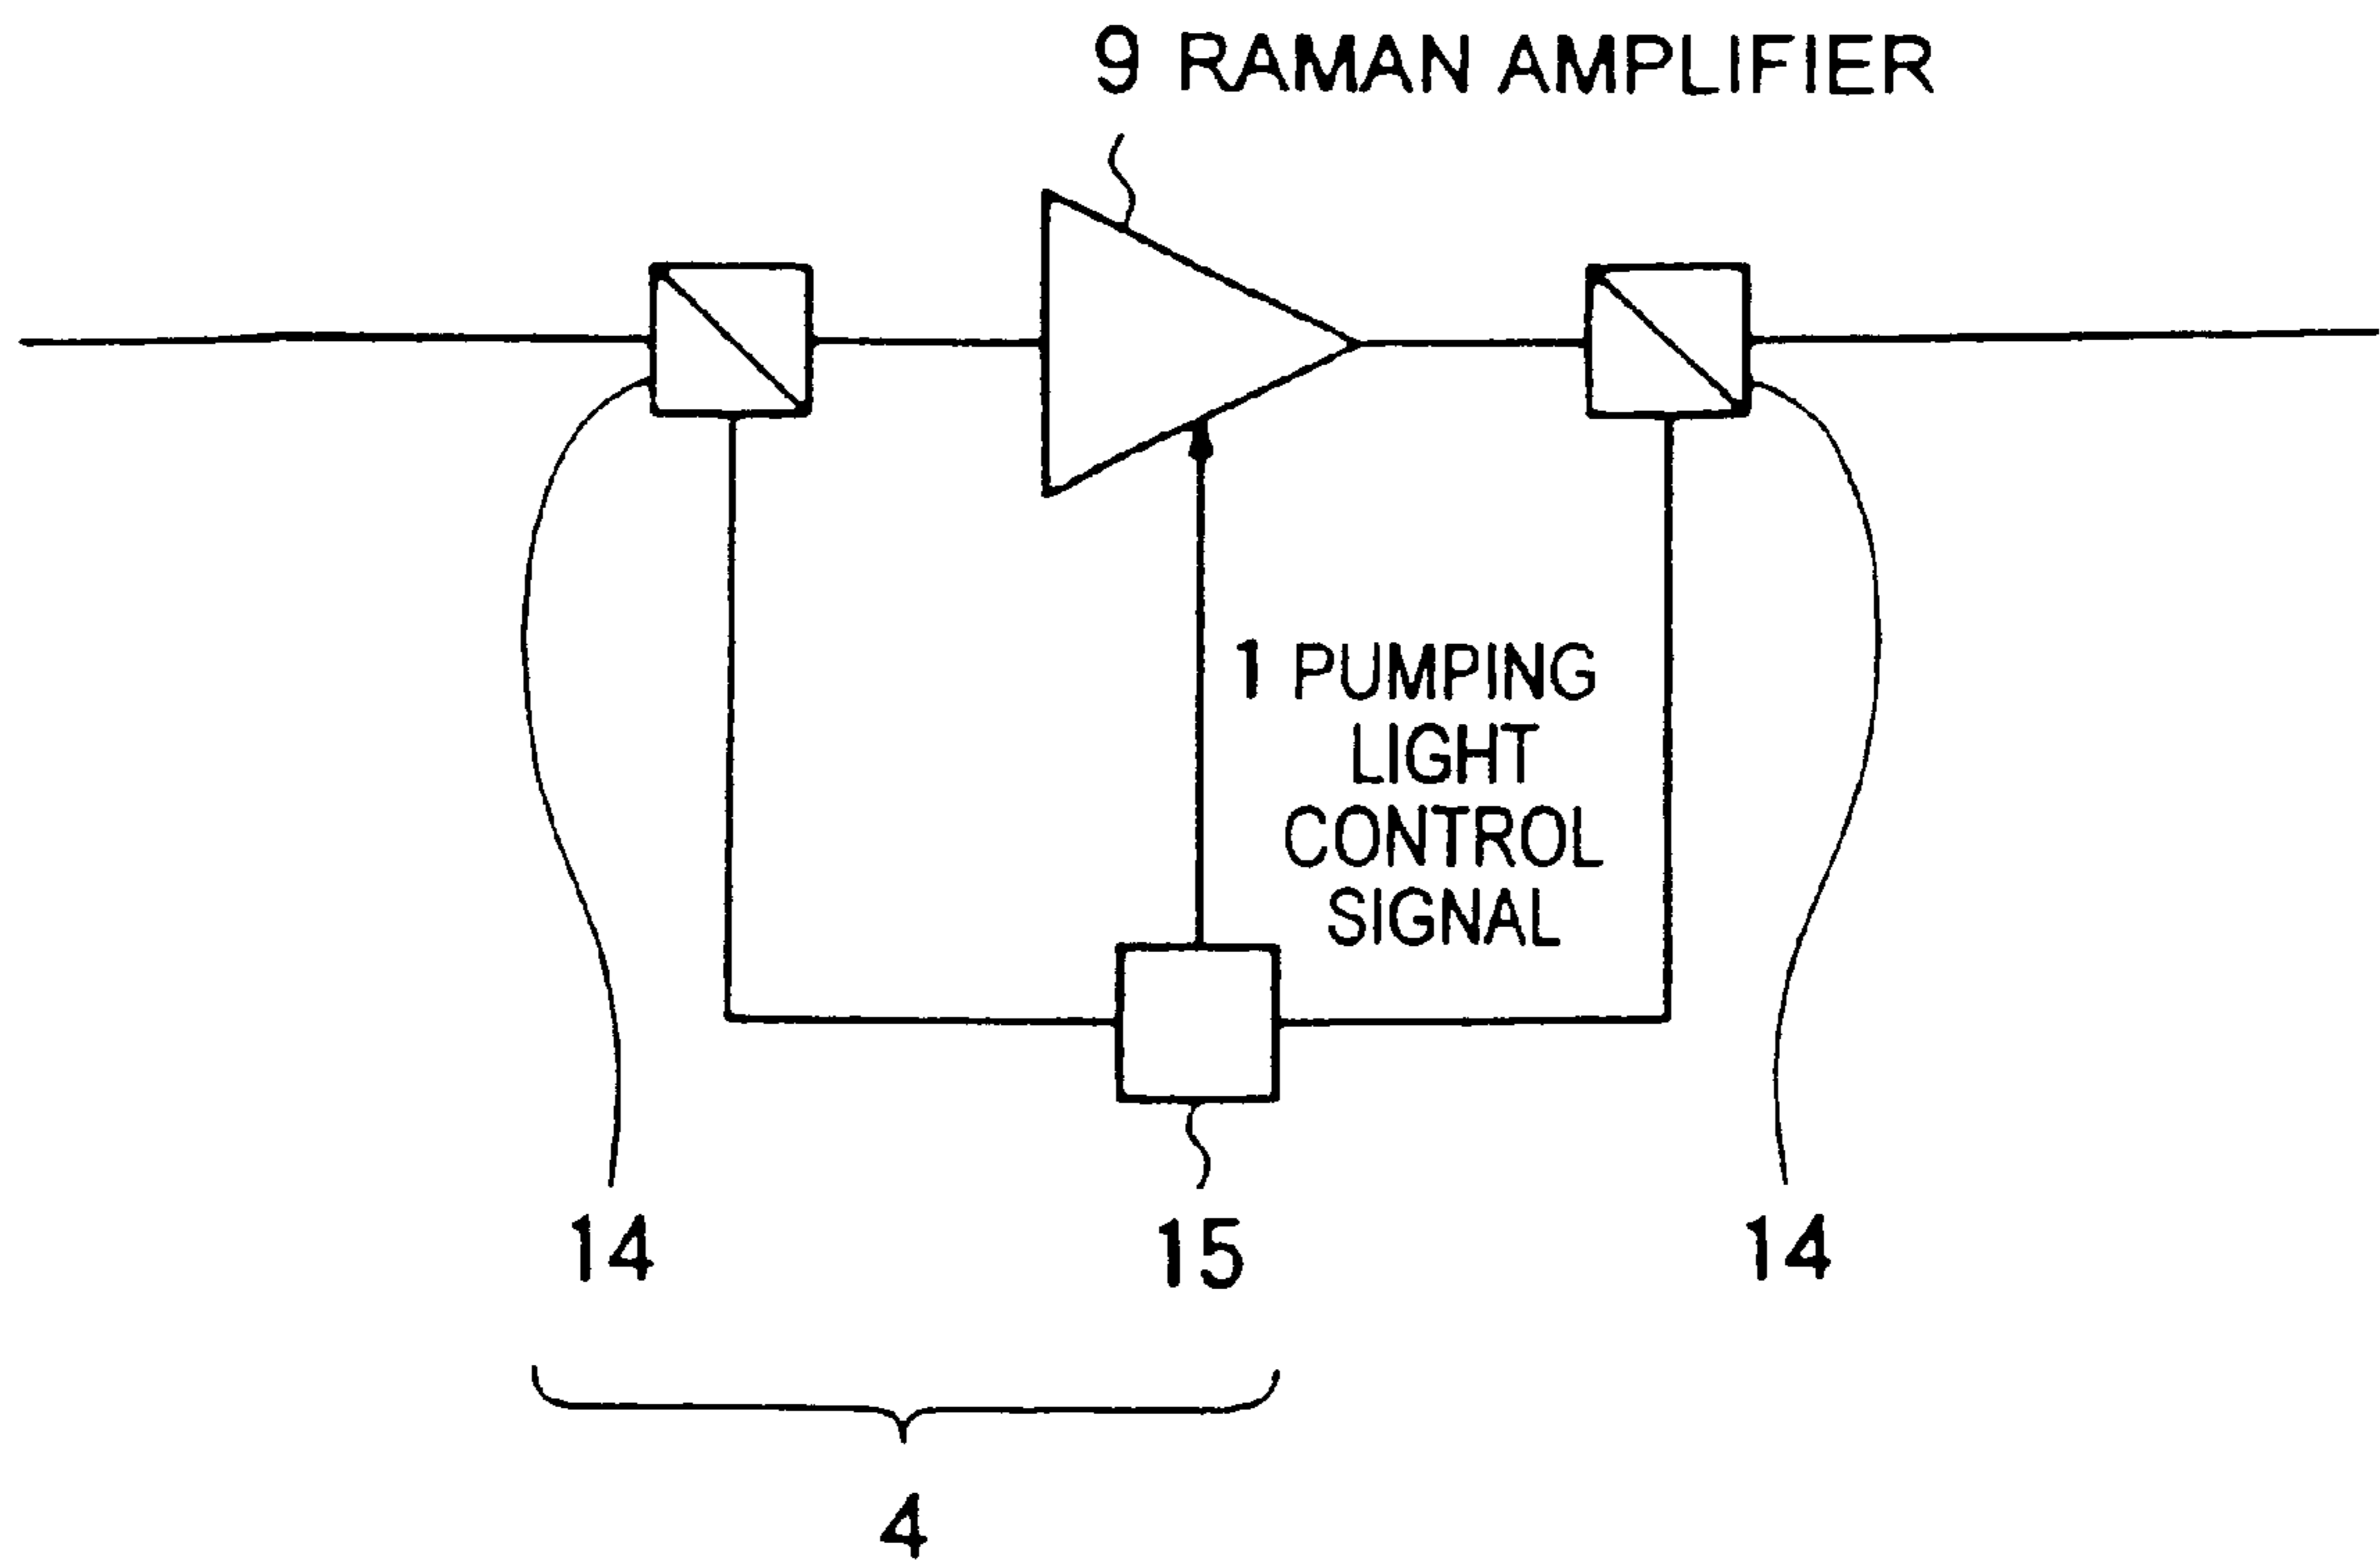 9 RAMAN AMPLIFIER
1 PUMPING
LIGHT
CONTROL
SIGNAL
14
15
14
4